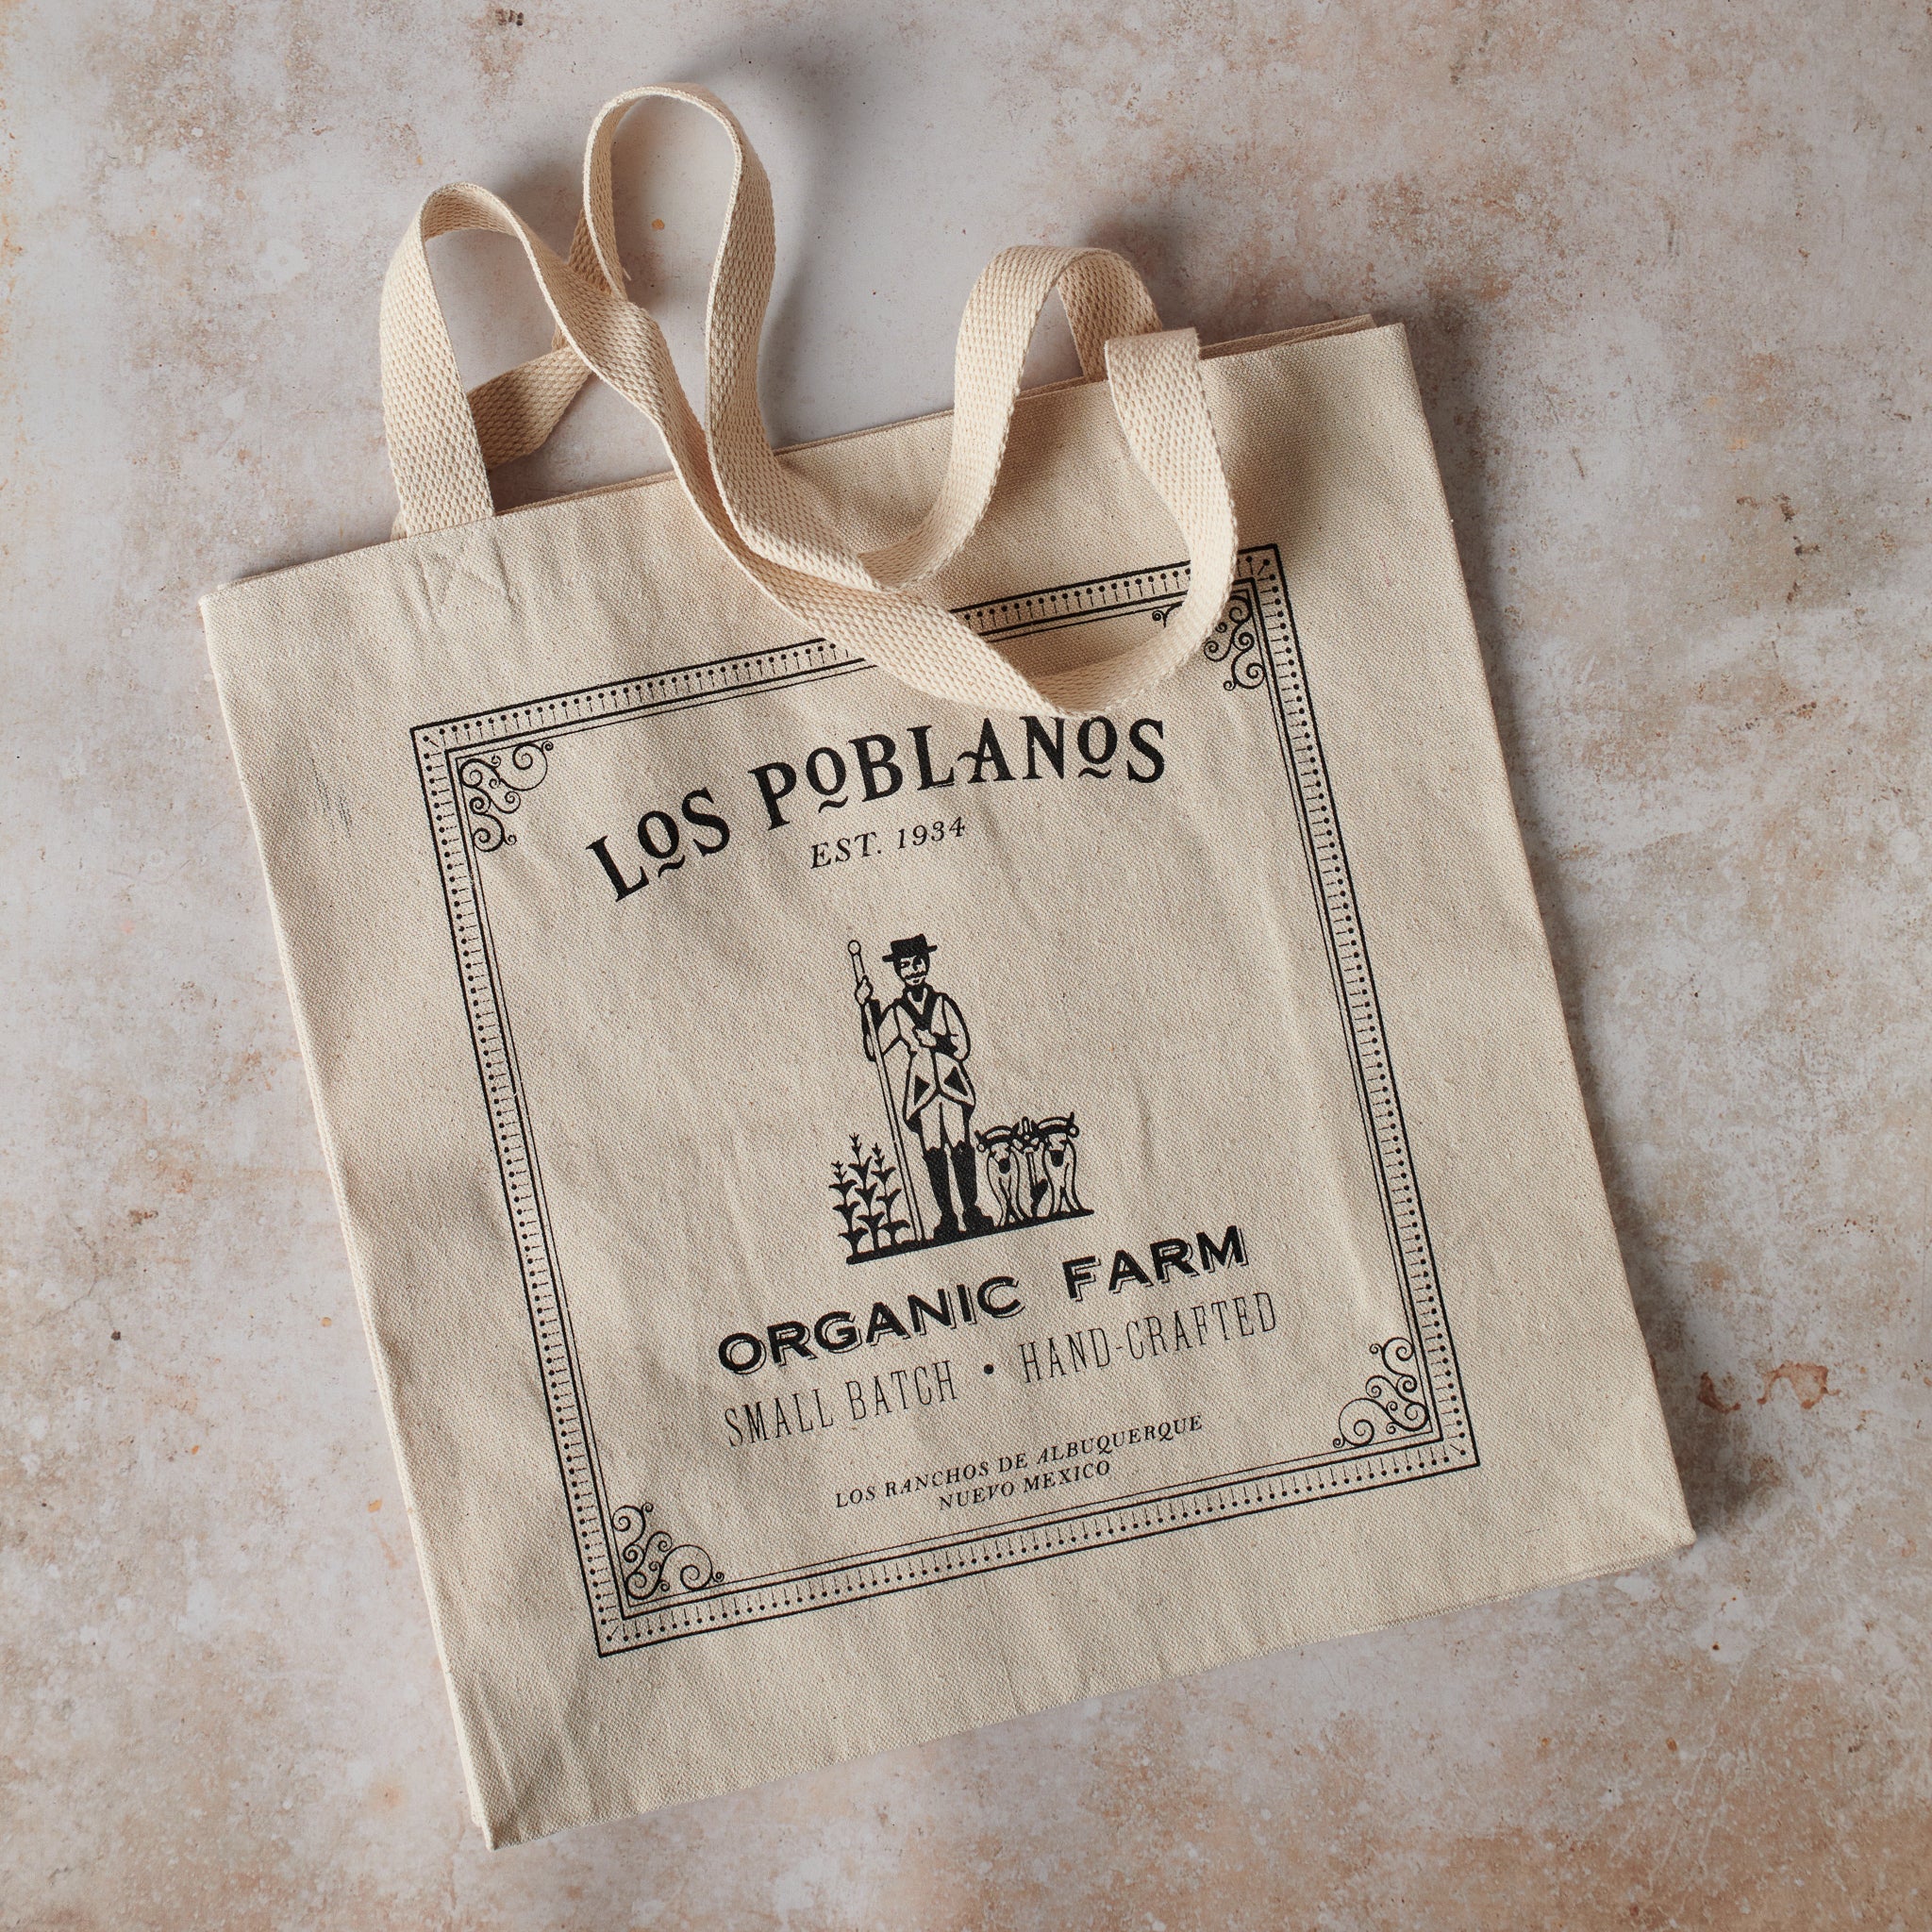 LOS POBLANOS
EST. 1934
ORGANIC FARM
SMALL BATCH • HAND-CRAFTED
LOS RANCHOS DE ALBUQUERQUE
NUEVO MEXICO